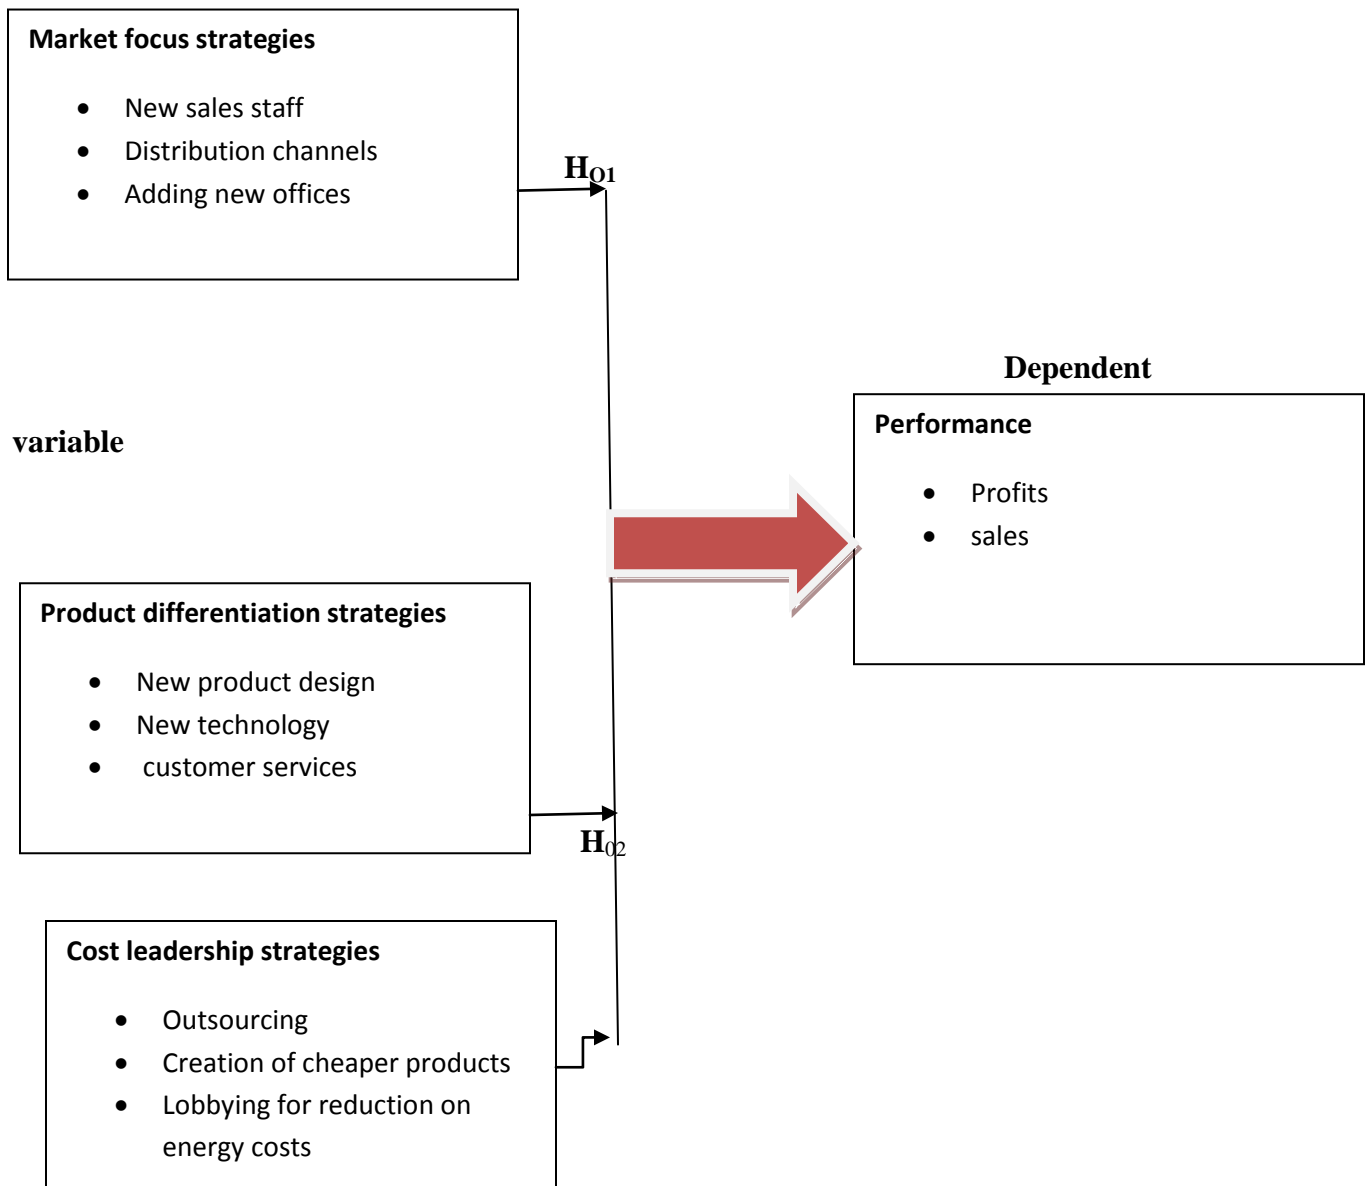 Market focus strategies
• New sales staff
• Distribution channels
• Adding new offices
HO1
Dependent
variable
Performance
• Profits
• sales
Product differentiation strategies
• New product design
• New technology
• customer services
H02
Cost leadership strategies
• Outsourcing
• Creation of cheaper products
• Lobbying for reduction on
energy costs